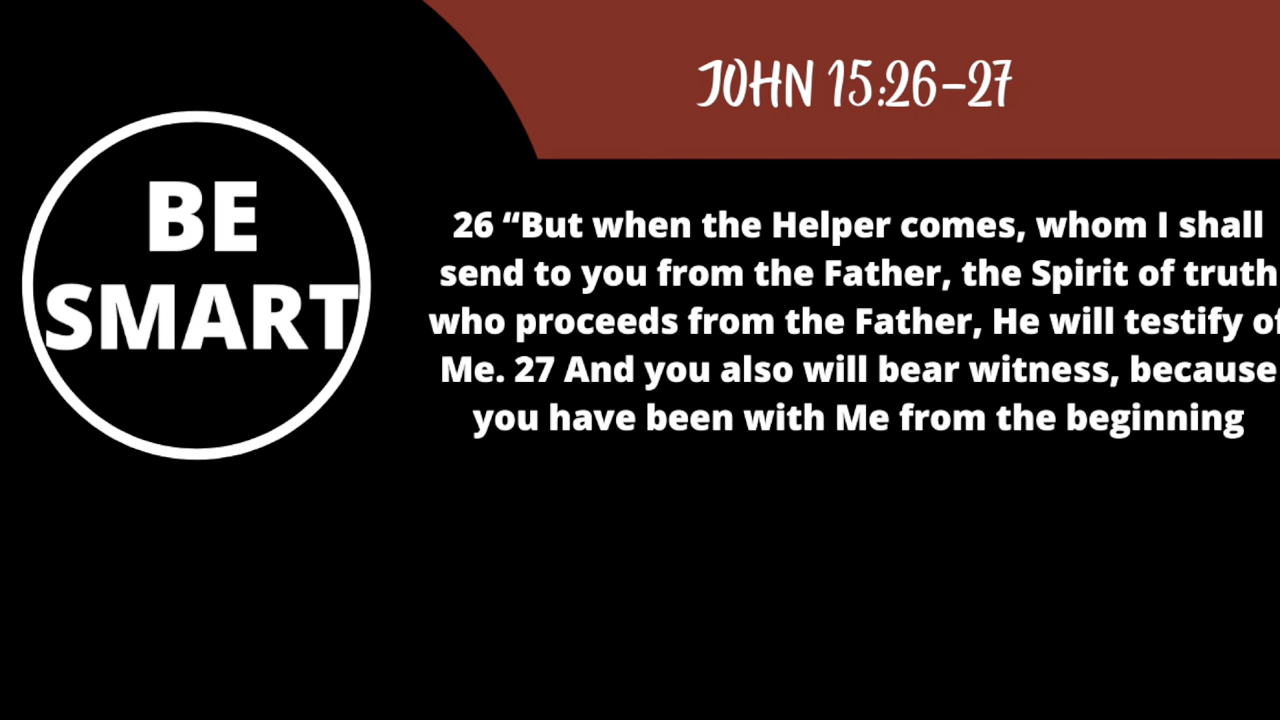 BE
SMART
JOHN 15:26-27
26 “But when the Helper comes, whom I shall
send to you from the Father, the Spirit of truth
who proceeds from the Father, He will testify of
Me. 27 And you also will bear witness, because
you have been with Me from the beginning